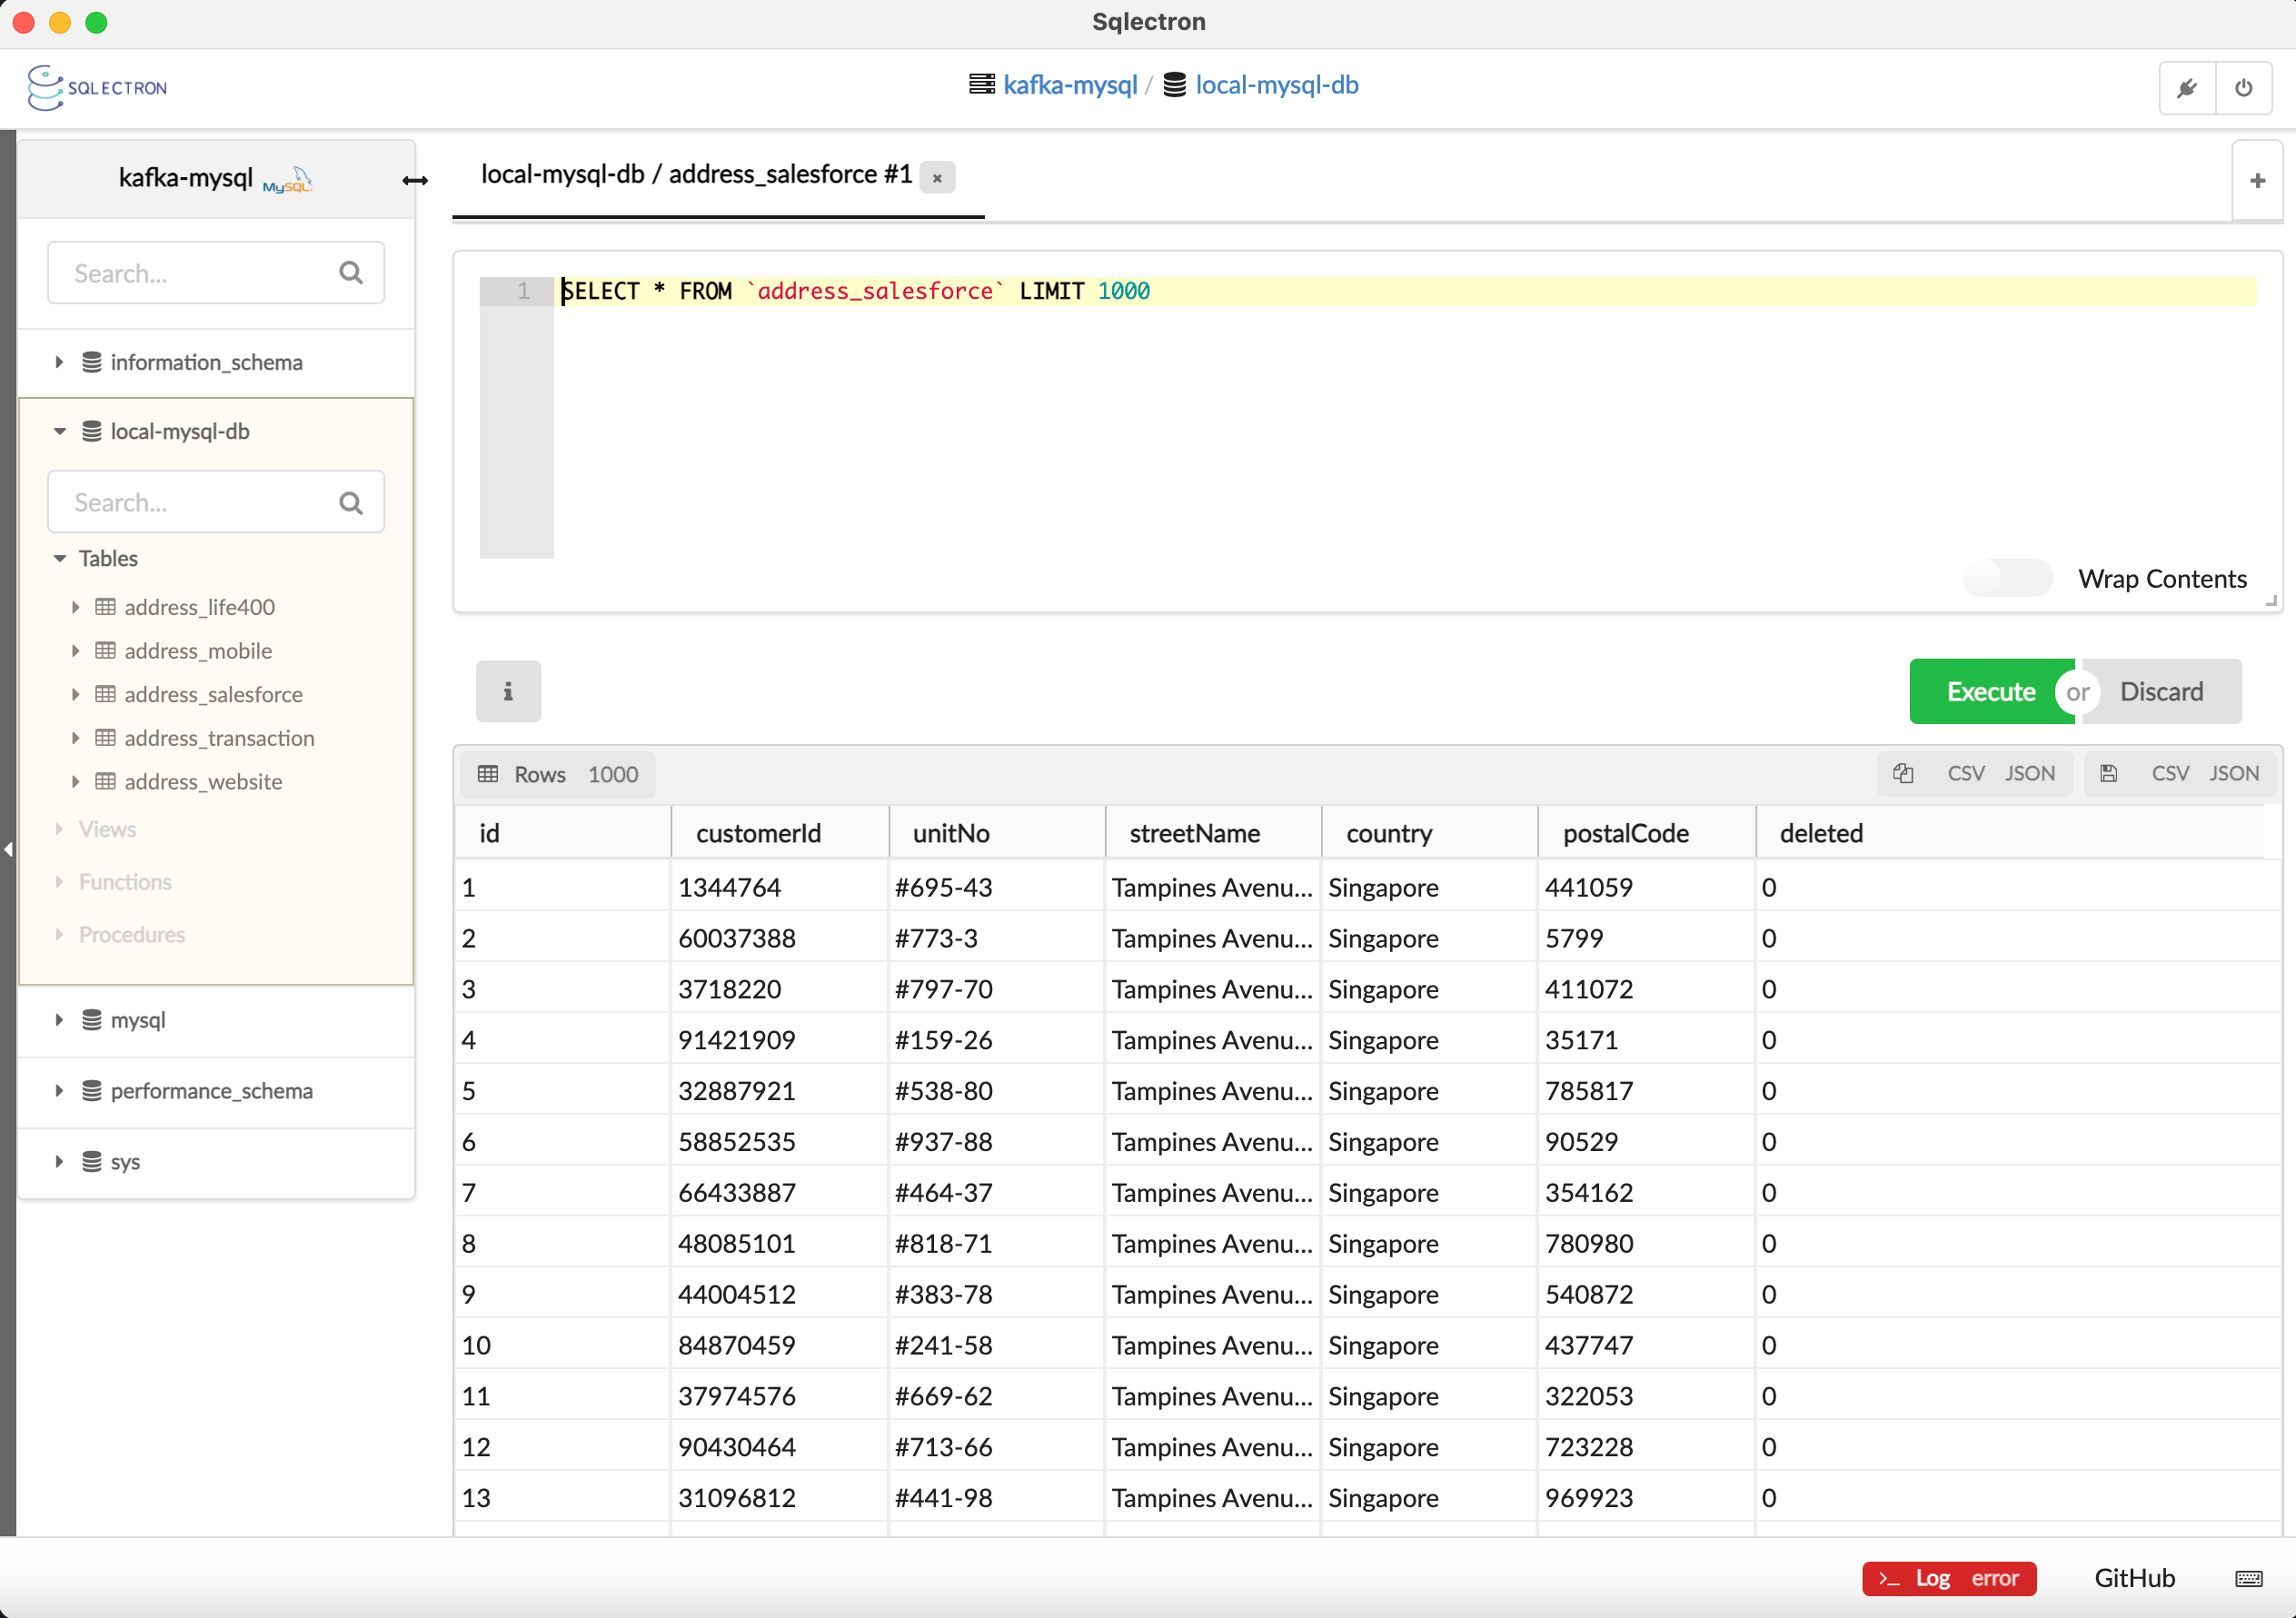 Sqlectron
SQLECTRON
kafka-mysql / local-mysql-db
kafka-mysql MySQL
Search...
information_schema
local-mysql-db
Search...
Tables
address_life400
address_mobile
address_salesforce
address_transaction
address_website
Views
Functions
Procedures
mysql
performance_schema
sys
local-mysql-db / address_salesforce #1 ×
+
1 SELECT * FROM `address_salesforce` LIMIT 1000
Wrap Contents
i
Execute or Discard
Rows 1000 CSV JSON CSV JSON
id customerId unitNo streetName country postalCode deleted
1 1344764 #695-43 Tampines Avenu... Singapore 441059 0
2 60037388 #773-3 Tampines Avenu... Singapore 5799 0
3 3718220 #797-70 Tampines Avenu... Singapore 411072 0
4 91421909 #159-26 Tampines Avenu... Singapore 35171 0
5 32887921 #538-80 Tampines Avenu... Singapore 785817 0
6 58852535 #937-88 Tampines Avenu... Singapore 90529 0
7 66433887 #464-37 Tampines Avenu... Singapore 354162 0
8 48085101 #818-71 Tampines Avenu... Singapore 780980 0
9 44004512 #383-78 Tampines Avenu... Singapore 540872 0
10 84870459 #241-58 Tampines Avenu... Singapore 437747 0
11 37974576 #669-62 Tampines Avenu... Singapore 322053 0
12 90430464 #713-66 Tampines Avenu... Singapore 723228 0
13 31096812 #441-98 Tampines Avenu... Singapore 969923 0
>_ Log error GitHub